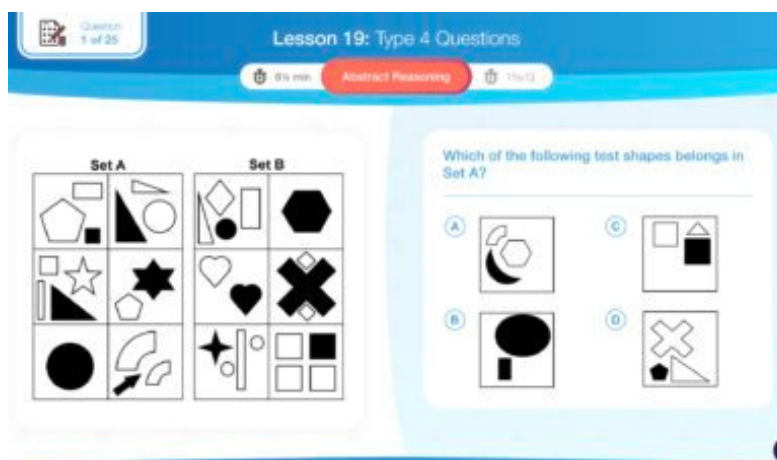 Question
1 of 25
Lesson 19: Type 4 Questions
Abstract Reasoning
Set A
Set B
Which of the following test shapes belongs in
Set A?
A
C
B
D